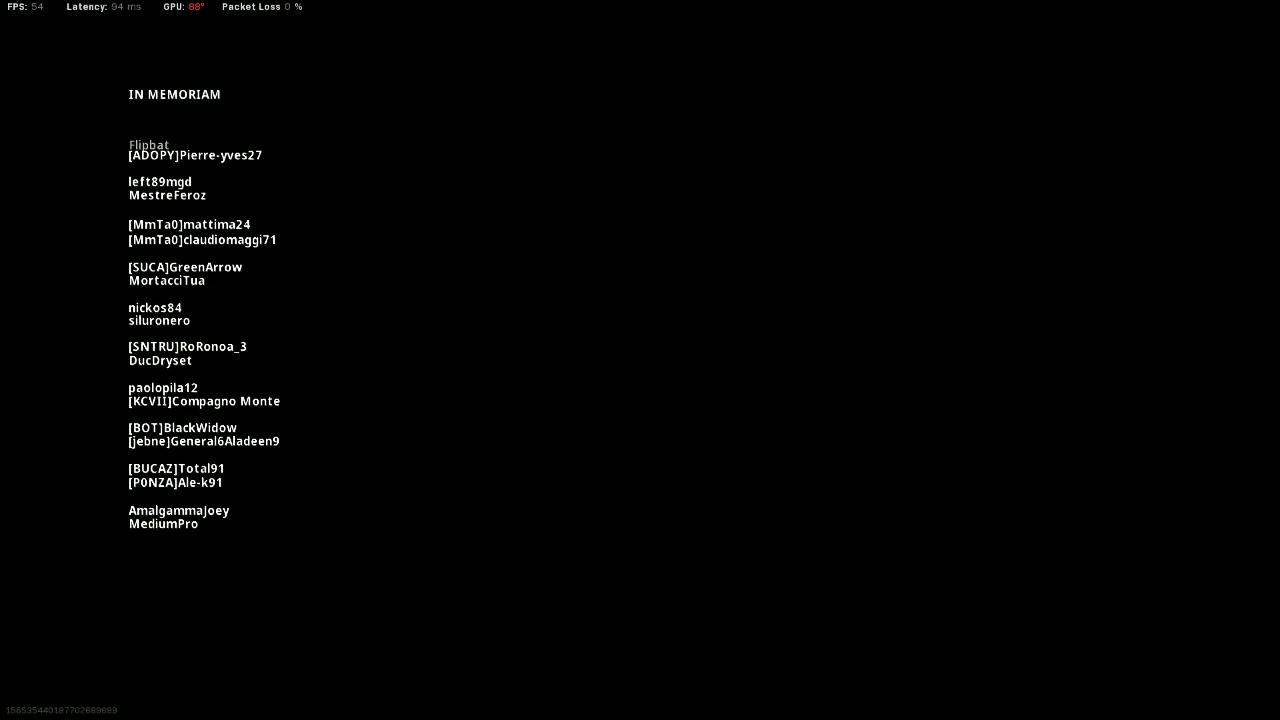 FPS: 54 Latency: 94 ms GPU: 88° Packet Loss 0 %
IN MEMORIAM
Flipbat
[ADOPY]Pierre-yves27
left89mgd
MestreFeroz
[MmTa0]mattima24
[MmTa0]claudiomaggi71
[SUCA]GreenArrow
MortacciTua
nickos84
siluronero
[SNTRU]RoRonoa_3
DucDryset
paolopila12
[KCVII]Compagno Monte
[BOT]BlackWidow
[jebne]General6Aladeen9
[BUCAZ]Total91
[P0NZA]Ale-k91
AmalgammaJoey
MediumPro